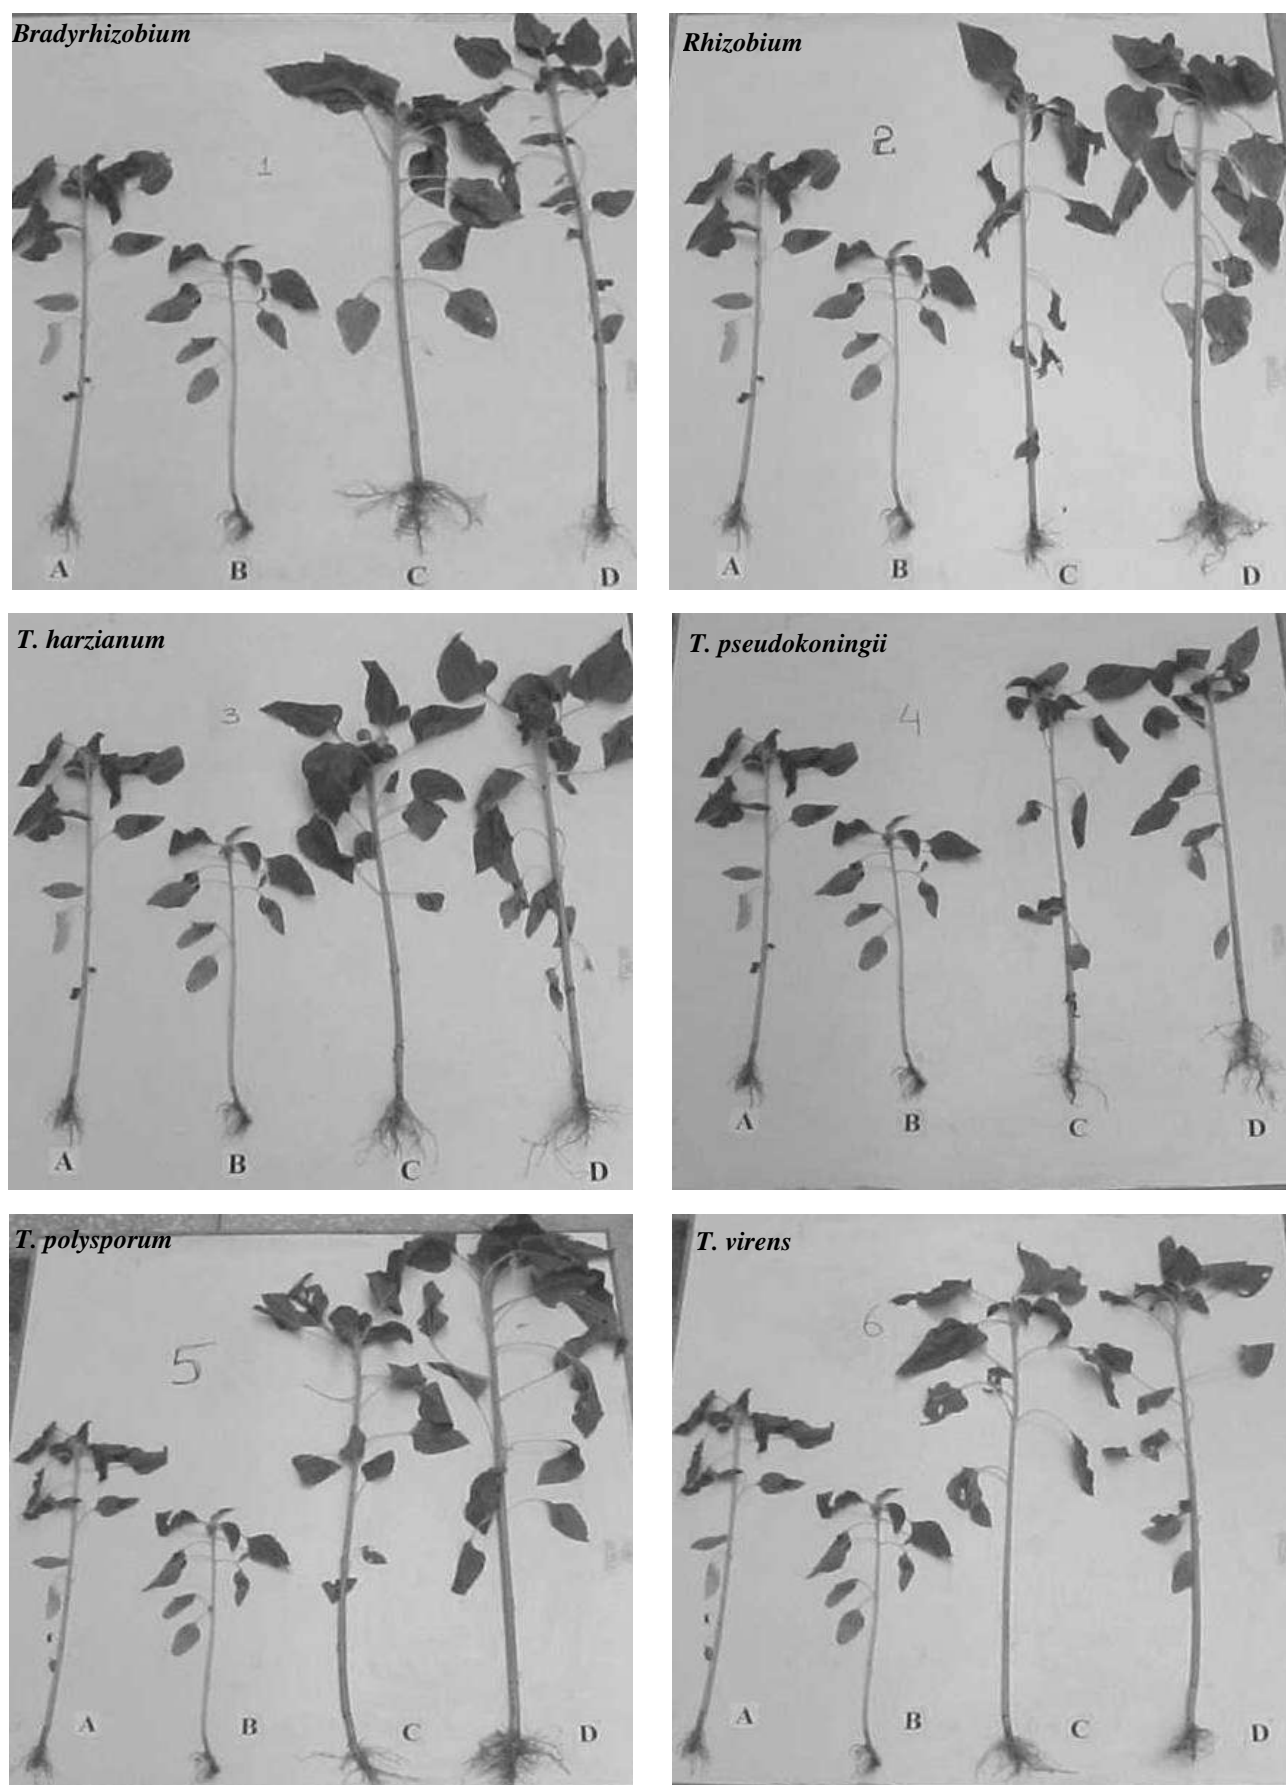 Bradyrhizobium
1
A B C D
Rhizobium
2
A B C D
T. harzianum
3
A B C D
T. pseudokoningii
4
A B C D
T. polysporum
5
A B C D
T. virens
6
A B C D